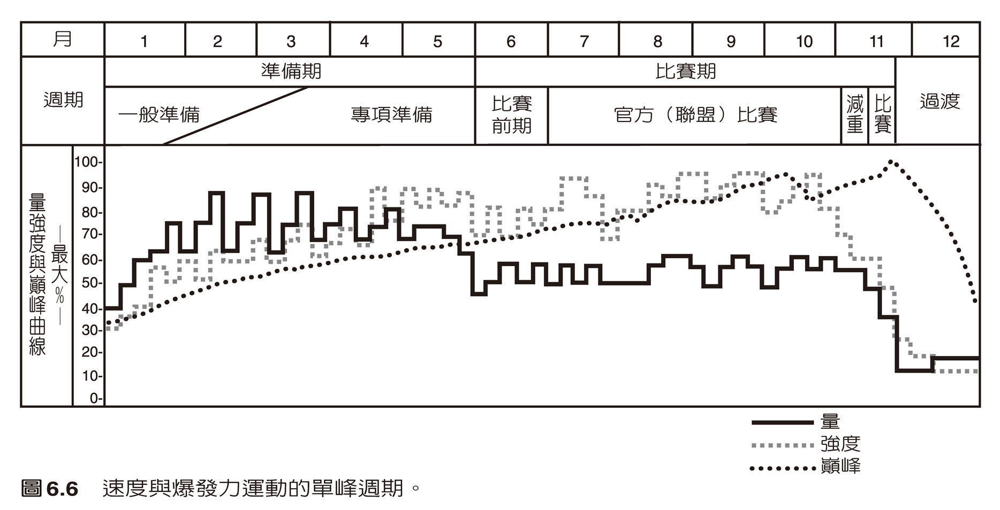 月 1 2 3 4 5 6 7 8 9 10 11 12
週期
準備期 比賽期
一般準備 專項準備
比賽
前期
官方（聯盟）比賽
減重
比賽
過渡
量強度與巔峰曲線
—最大%—
100-
90-
80-
70-
60-
50-
40-
30-
20-
10-
0-
量
強度
巔峰
圖 6.6 速度與爆發力運動的單峰週期。